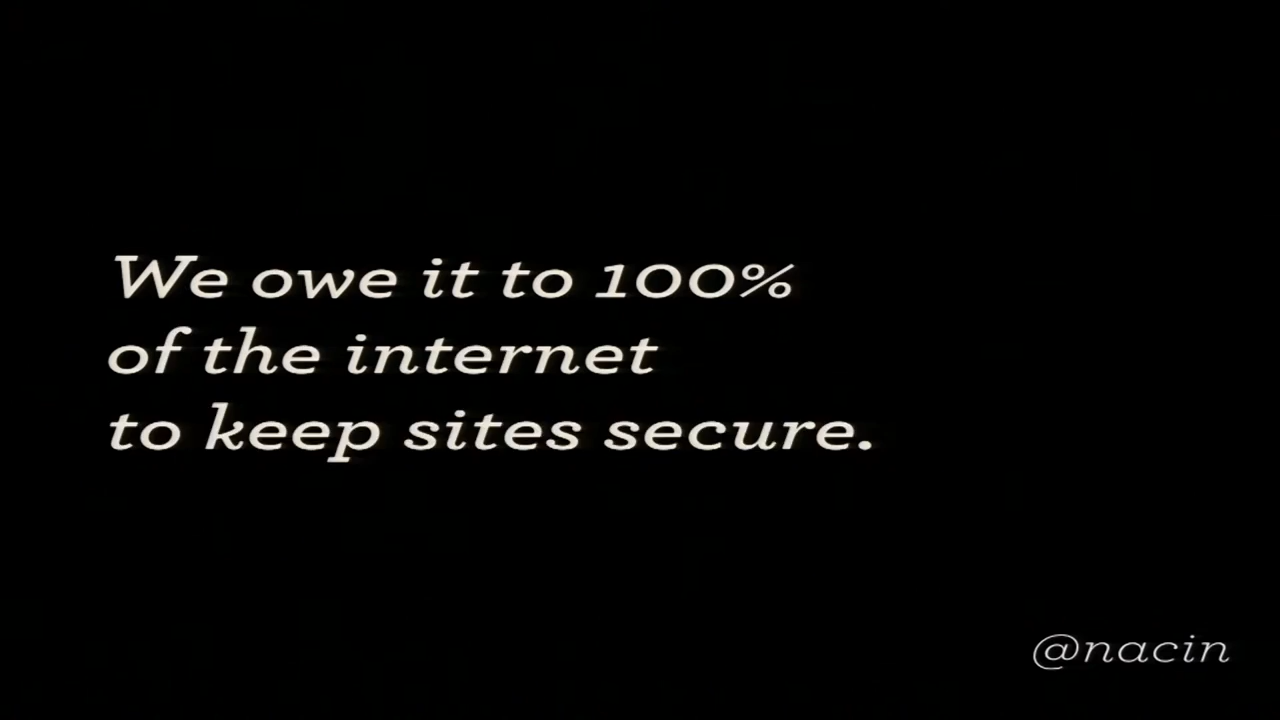 We owe it to 100%
of the internet
to keep sites secure.
@nacin